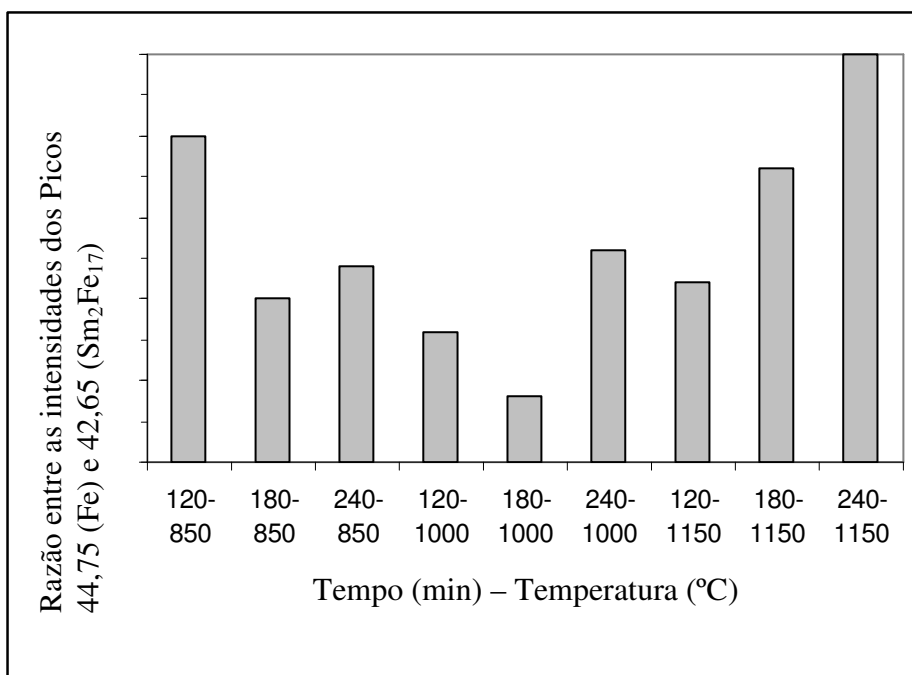 Razão entre as intensidades dos Picos
44,75 (Fe) e 42,65 (Sm₂Fe₁₇)
120- 180- 240- 120- 180- 240- 120- 180- 240-
850 850 850 1000 1000 1000 1150 1150 1150
Tempo (min) – Temperatura (ºC)